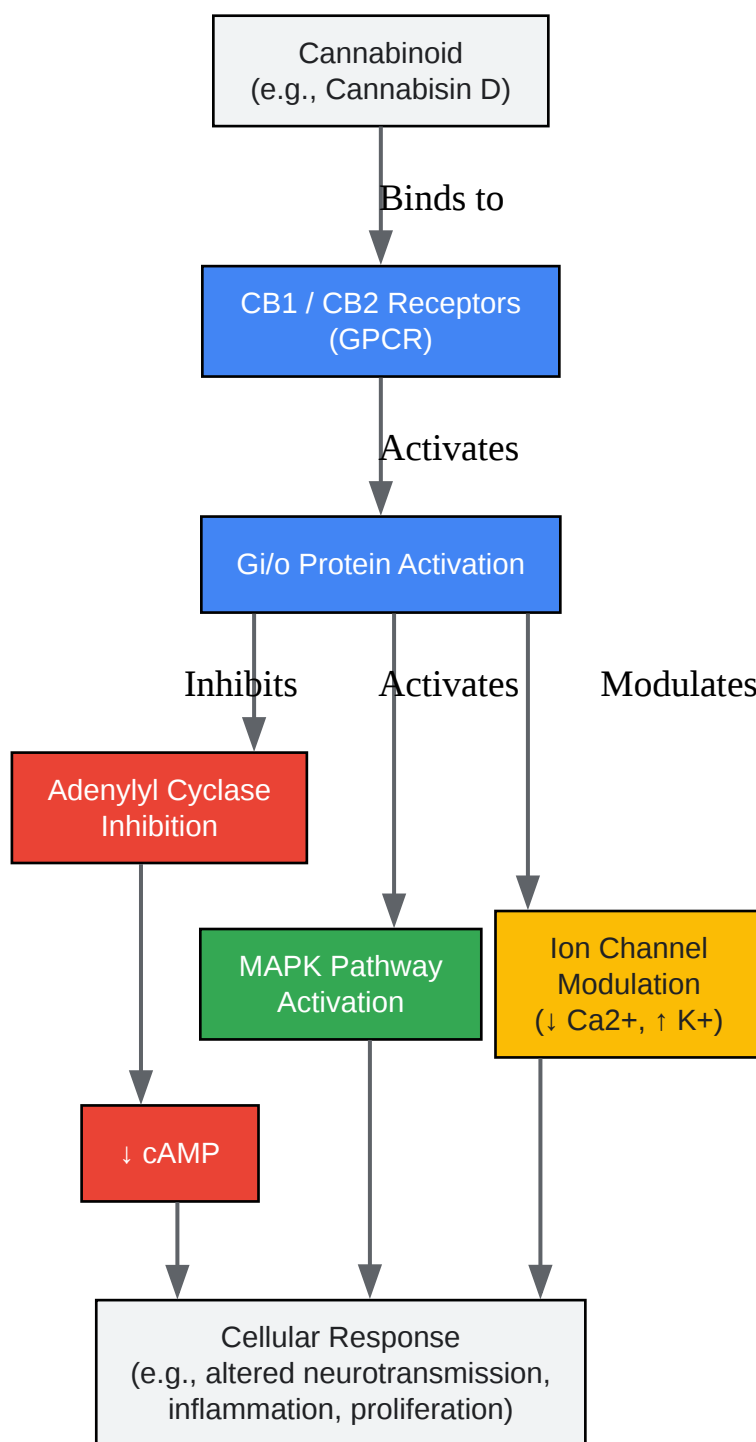 Cannabinoid
(e.g., Cannabisin D)
Binds to
CB1 / CB2 Receptors
(GPCR)
Activates
Gi/o Protein Activation
Inhibits
Activates
Modulates
Adenylyl Cyclase
Inhibition
MAPK Pathway
Activation
Ion Channel
Modulation
(↓ Ca2+, ↑ K+)
↓ cAMP
Cellular Response
(e.g., altered neurotransmission,
inflammation, proliferation)